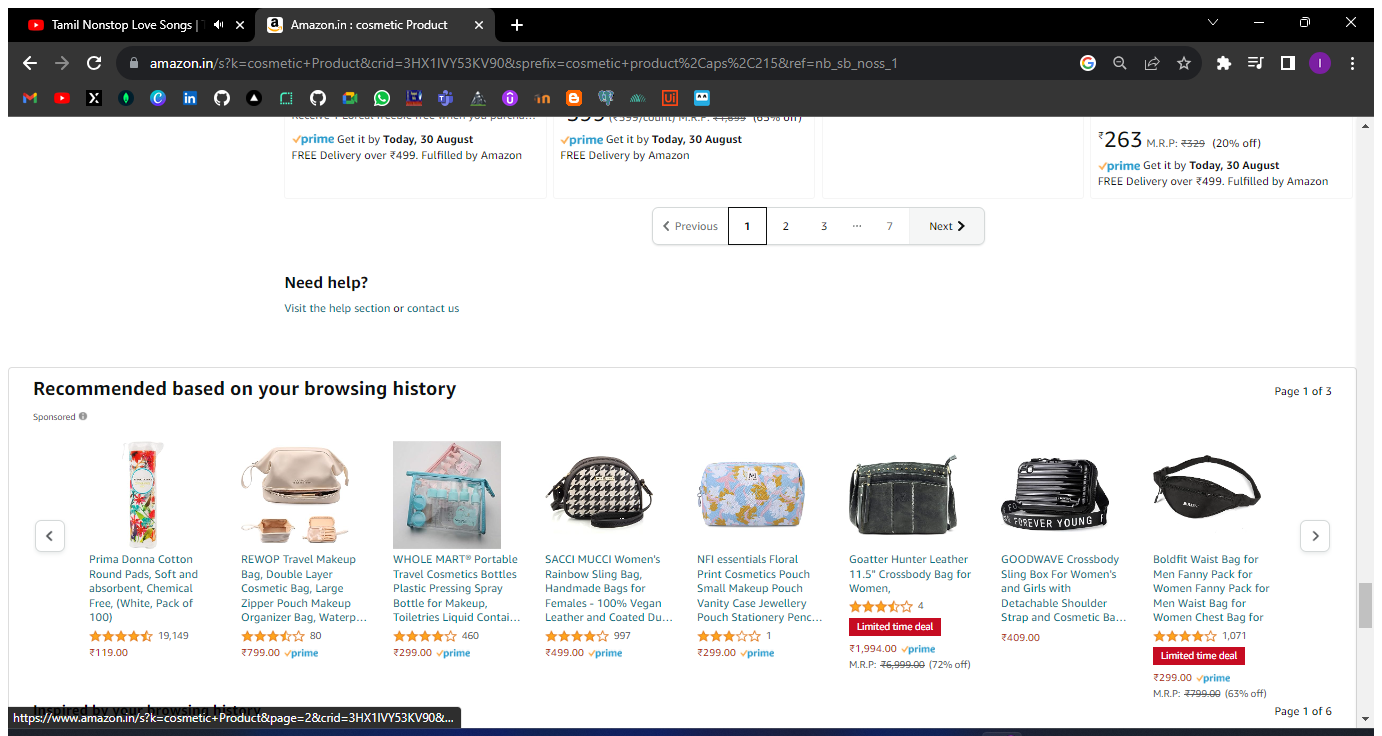 Tamil Nonstop Love Songs |
Amazon.in : cosmetic Product
amazon.in/s?k=cosmetic+Product&crid=3HX1IVY53KV90&sprefix=cosmetic+product%2Caps%2C215&ref=nb_sb_noss_1
I
Receive 1 Loreal freebie free when you purcha...
(₹599/count) M.R.P: ₹1,699 (65% off)
prime Get it by Today, 30 August
FREE Delivery over ₹499. Fulfilled by Amazon
prime Get it by Today, 30 August
FREE Delivery by Amazon
₹263 M.R.P: ₹329 (20% off)
prime Get it by Today, 30 August
FREE Delivery over ₹499. Fulfilled by Amazon
Previous 1 2 3 ... 7 Next
Need help?
Visit the help section or contact us
Recommended based on your browsing history
Page 1 of 3
Sponsored
Prima Donna Cotton
Round Pads, Soft and
absorbent, Chemical
Free, (White, Pack of
100)
19,149
₹119.00
REWOP Travel Makeup
Bag, Double Layer
Cosmetic Bag, Large
Zipper Pouch Makeup
Organizer Bag, Waterp...
80
₹799.00 prime
WHOLE MART® Portable
Travel Cosmetics Bottles
Plastic Pressing Spray
Bottle for Makeup,
Toiletries Liquid Contai...
460
₹299.00 prime
SACCI MUCCI Women's
Rainbow Sling Bag,
Handmade Bags for
Females - 100% Vegan
Leather and Coated Du...
997
₹499.00 prime
NFI essentials Floral
Print Cosmetics Pouch
Small Makeup Pouch
Vanity Case Jewellery
Pouch Stationery Penc...
1
₹299.00 prime
Goatter Hunter Leather
11.5" Crossbody Bag for
Women,
4
Limited time deal
₹1,994.00 prime
M.R.P: ₹6,999.00 (72% off)
FOREVER YOUNG
GOODWAVE Crossbody
Sling Box For Women's
and Girls with
Detachable Shoulder
Strap and Cosmetic Ba...
₹409.00
Boldfit Waist Bag for
Men Fanny Pack for
Women Fanny Pack for
Men Waist Bag for
Women Chest Bag for
1,071
Limited time deal
₹299.00 prime
M.R.P: ₹799.00 (63% off)
Inspired by your browsing history
Page 1 of 6
https://www.amazon.in/s?k=cosmetic+Product&page=2&crid=3HX1IVY53KV90&...